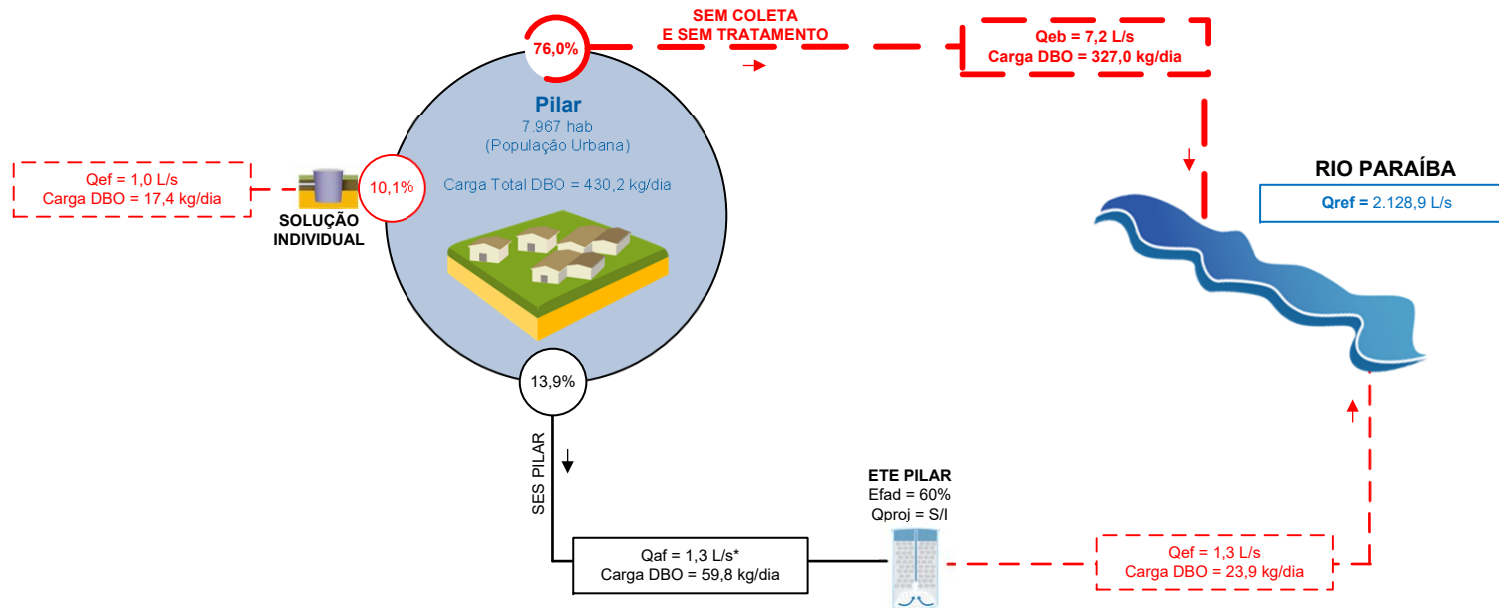 SEM COLETA
E SEM TRATAMENTO
76,0%
Qeb = 7,2 L/s
Carga DBO = 327,0 kg/dia
Pilar
7.967 hab
(População Urbana)
Carga Total DBO = 430,2 kg/dia
Qef = 1,0 L/s
Carga DBO = 17,4 kg/dia
10,1%
SOLUÇÃO
INDIVIDUAL
RIO PARAÍBA
Qref = 2.128,9 L/s
13,9%
SES PILAR
ETE PILAR
Efad = 60%
Qproj = S/I
Qaf = 1,3 L/s*
Carga DBO = 59,8 kg/dia
Qef = 1,3 L/s
Carga DBO = 23,9 kg/dia